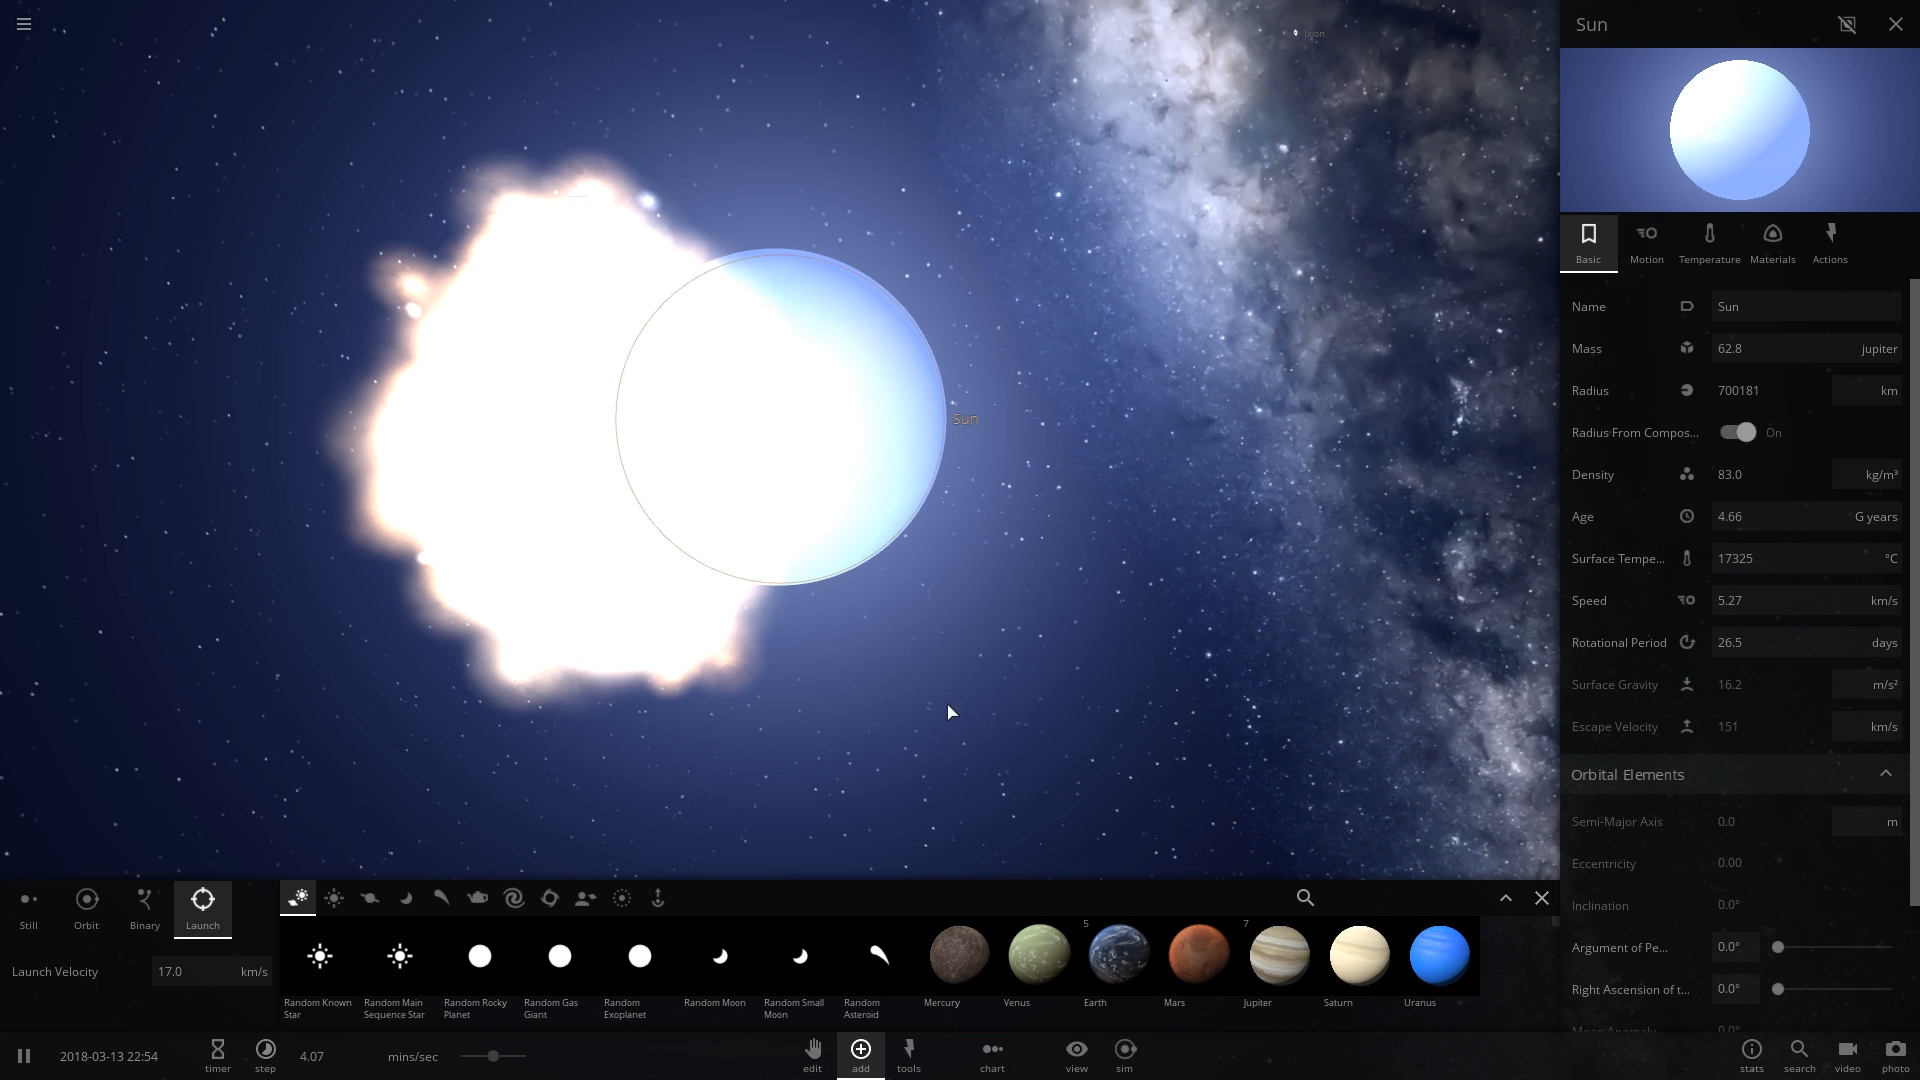 Ixion
Sun
Sun
Basic
Motion
Temperature
Materials
Actions
Name Sun
Mass 62.8 jupiter
Radius 700181 km
Radius From Compos... On
Density 83.0 kg/m³
Age 4.66 G years
Surface Tempe... 17325 °C
Speed 5.27 km/s
Rotational Period 26.5 days
Surface Gravity 16.2 m/s²
Escape Velocity 151 km/s
Orbital Elements
Semi-Major Axis 0.0 m
Eccentricity 0.00
Inclination 0.0°
Argument of Pe... 0.0°
Right Ascension of t... 0.0°
Mean Anomaly 0.0°
Still
Orbit
Binary
Launch
Launch Velocity 17.0 km/s
5
7
Random Known
Star
Random Main
Sequence Star
Random Rocky
Planet
Random Gas
Giant
Random
Exoplanet
Random Moon
Random Small
Moon
Random
Asteroid
Mercury
Venus
Earth
Mars
Jupiter
Saturn
Uranus
2018-03-13 22:54
timer
step
4.07 mins/sec
edit
add
tools
chart
view
sim
stats
search
video
photo